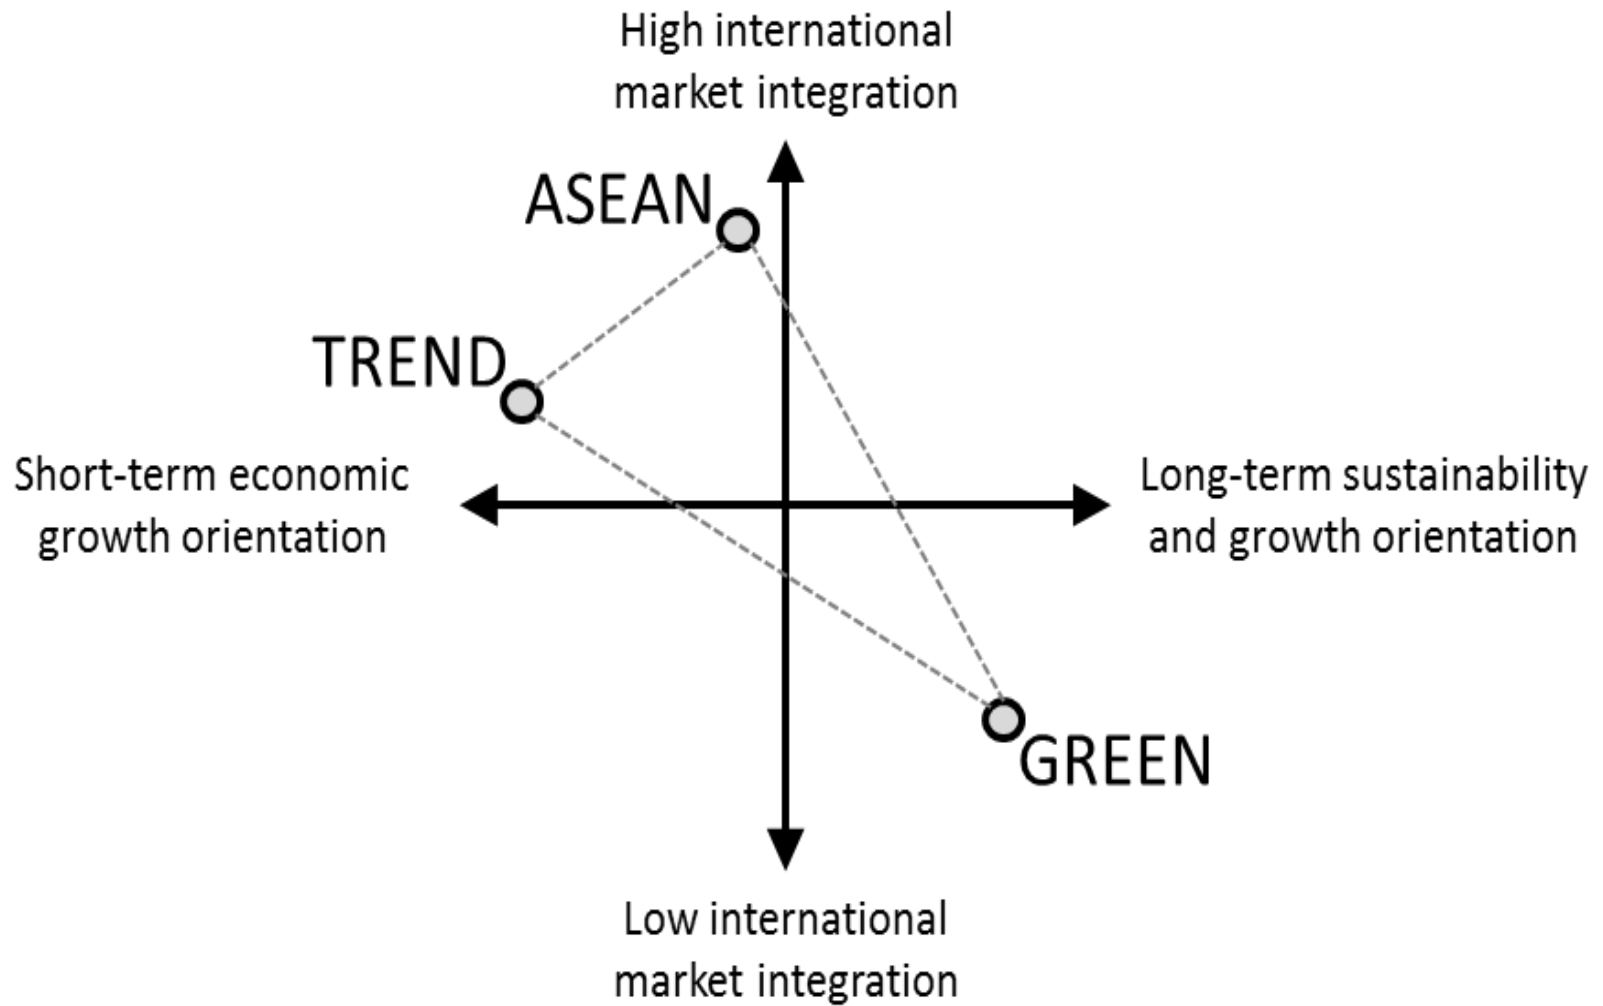 High international
market integration
ASEAN
TREND
Short-term economic
growth orientation
Long-term sustainability
and growth orientation
GREEN
Low international
market integration